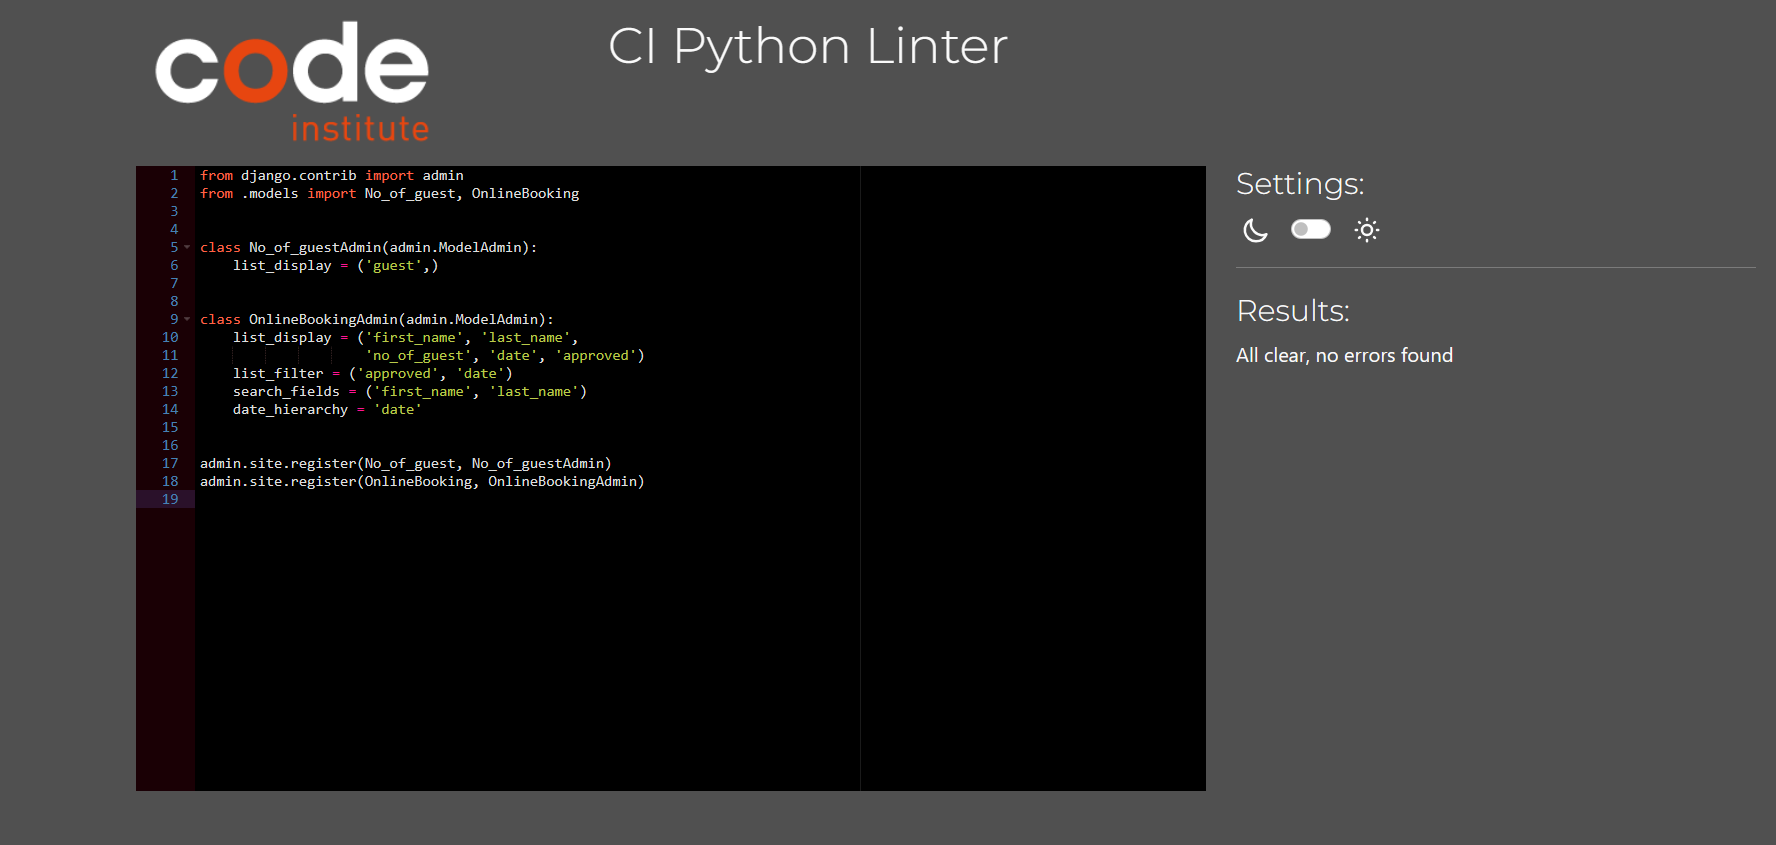 code
institute
CI Python Linter
1 from django.contrib import admin
2 from .models import No_of_guest, OnlineBooking
3
4
5 class No_of_guestAdmin(admin.ModelAdmin):
6     list_display = ('guest',)
7
8
9 class OnlineBookingAdmin(admin.ModelAdmin):
10     list_display = ('first_name', 'last_name',
11                     'no_of_guest', 'date', 'approved')
12     list_filter = ('approved', 'date')
13     search_fields = ('first_name', 'last_name')
14     date_hierarchy = 'date'
15
16
17 admin.site.register(No_of_guest, No_of_guestAdmin)
18 admin.site.register(OnlineBooking, OnlineBookingAdmin)
19
Settings:
Results:
All clear, no errors found